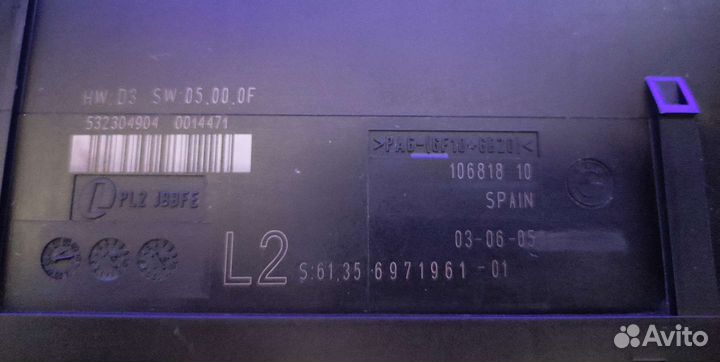 HW:D3 SW:05.00.0F
532304904 0014471
>PA6-(GF10+GB20)<
106818 10
PL2 JBBFE
SPAIN
03-06-05
L2 S:61.35 6971961-01
Avito